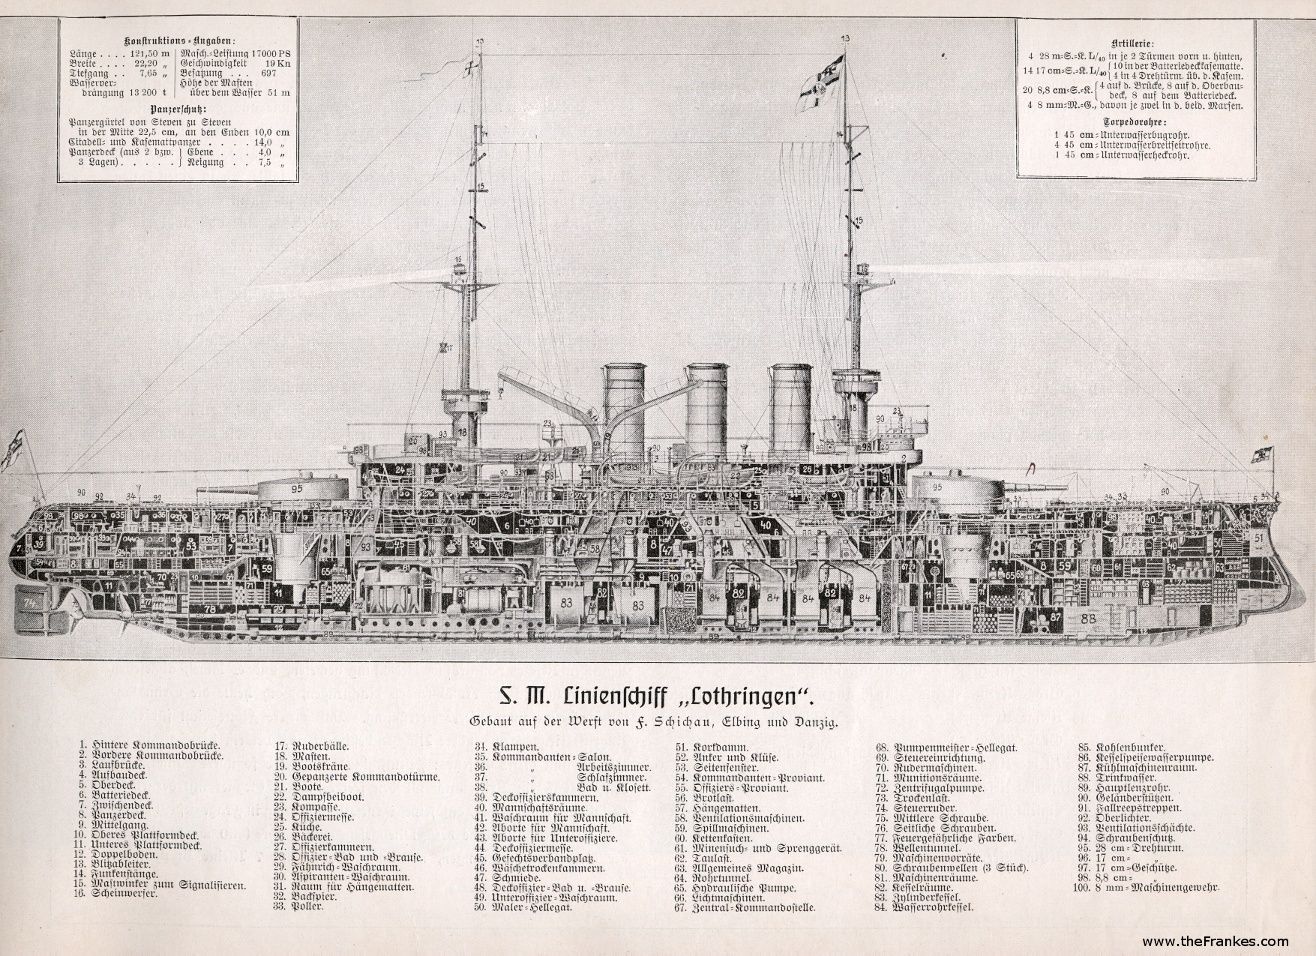 Konstruktions-Angaben:
Länge . . . . 121,50 m
Breite . . . . 22,20 „
Tiefgang . . 7,65 „
Wasserver-
drängung 13 200 t
Masch.-Leistung 17000 PS
Geschwindigkeit 19 Kn
Besatzung . . . 697
Höhe der Masten
über dem Wasser 51 m
Panzerschutz:
Panzergürtel von Steven zu Steven
in der Mitte 22,5 cm, an den Enden 10,0 cm
Citadell- und Kasemattpanzer . . . . 14,0 „
Panzerdeck (aus 2 bzw. } Ebene . . . . 4,0 „
3 Lagen) . . . . . } Neigung . . 7,5 „
Artillerie:
4 28 cm-S.-K. L/40 in je 2 Türmen vorn u. hinten,
14 17 cm-S.-K. L/40 { 10 in der Batteriedeckkasematte.
4 in 4 Drehtürm. üb. d. Kasem.
20 8,8 cm-S.-K. { 4 auf d. Brücke, 8 auf d. Oberbau-
deck, 8 auf dem Batteriedeck.
4 8 mm-M.-G., davon je zwei in d. beid. Marsen.
Torpedorohre:
1 45 cm-Unterwasserbugrohr.
4 45 cm-Unterwasserbreitseitrohre.
1 45 cm-Unterwasserheckrohr.
S. M. Linienschiff „Lothringen“.
Gebaut auf der Werft von F. Schichau, Elbing und Danzig.
1. Hintere Kommandobrücke.
2. Vordere Kommandobrücke.
3. Laufbrücke.
4. Aufbaudeck.
5. Oberdeck.
6. Batteriedeck.
7. Zwischendeck.
8. Panzerdeck.
9. Mittelgang.
10. Oberes Plattformdeck.
11. Unteres Plattformdeck.
12. Doppelboden.
13. Blitzableiter.
14. Funkenstänge.
15. Mastwinker zum Signalisieren.
16. Scheinwerfer.
17. Ruderbälle.
18. Masten.
19. Bootskräne.
20. Gepanzerte Kommandotürme.
21. Boote.
22. Dampfbeiboot.
23. Kompasse.
24. Offiziermesse.
25. Küche.
26. Bäckerei.
27. Offizierkammern.
28. Offizier-Bad und -Brause.
29. Fähnrich-Waschraum.
30. Aspiranten-Waschraum.
31. Raum für Hängematten.
32. Backspier.
33. Poller.
34. Klampen.
35. Kommandanten-Salon.
36. „ Arbeitszimmer.
37. „ Schlafzimmer.
38. „ Bad u. Klosett.
39. Deckoffizierskammern.
40. Mannschaftsräume.
41. Waschraum für Mannschaft.
42. Aborte für Mannschaft.
43. Aborte für Unteroffiziere.
44. Deckoffiziermesse.
45. Gefechtsverbandplatz.
46. Wäschetrockenkammern.
47. Schmiede.
48. Deckoffizier-Bad u. -Brause.
49. Unteroffizier-Waschraum.
50. Maler-Hellegat.
51. Korkdamm.
52. Anker und Klüse.
53. Seitenfenster.
54. Kommandanten-Proviant.
55. Offiziers-Proviant.
56. Brotlast.
57. Hängematten.
58. Ventilationsmaschinen.
59. Spillmaschinen.
60. Kettenkasten.
61. Minensuch- und Sprenggerät.
62. Taulast.
63. Allgemeines Magazin.
64. Rohrtunnel.
65. Hydraulische Pumpe.
66. Lichtmaschinen.
67. Zentral-Kommandostelle.
68. Pumpenmeister-Hellegat.
69. Steuereinrichtung.
70. Rudermaschinen.
71. Munitionsräume.
72. Zentrifugalpumpe.
73. Trockenlast.
74. Steuerruder.
75. Mittlere Schraube.
76. Seitliche Schrauben.
77. Feuergefährliche Farben.
78. Wellentunnel.
79. Maschinenvorräte.
80. Schraubenwellen (3 Stück).
81. Maschinenräume.
82. Kesselräume.
83. Zylinderkessel.
84. Wasserrohrkessel.
85. Kohlenbunker.
86. Kesselspeisewasserpumpe.
87. Kühlmaschinenraum.
88. Trinkwasser.
89. Hauptlenzrohr.
90. Geländerstützen.
91. Fallreepstreppen.
92. Oberlichter.
93. Ventilationsschächte.
94. Schraubenschutz.
95. 28 cm-Drehturm.
96. 17 cm- „
97. 17 cm-Geschütze.
98. 8,8 cm- „
100. 8 mm-Maschinengewehr.
www.theFrankes.com